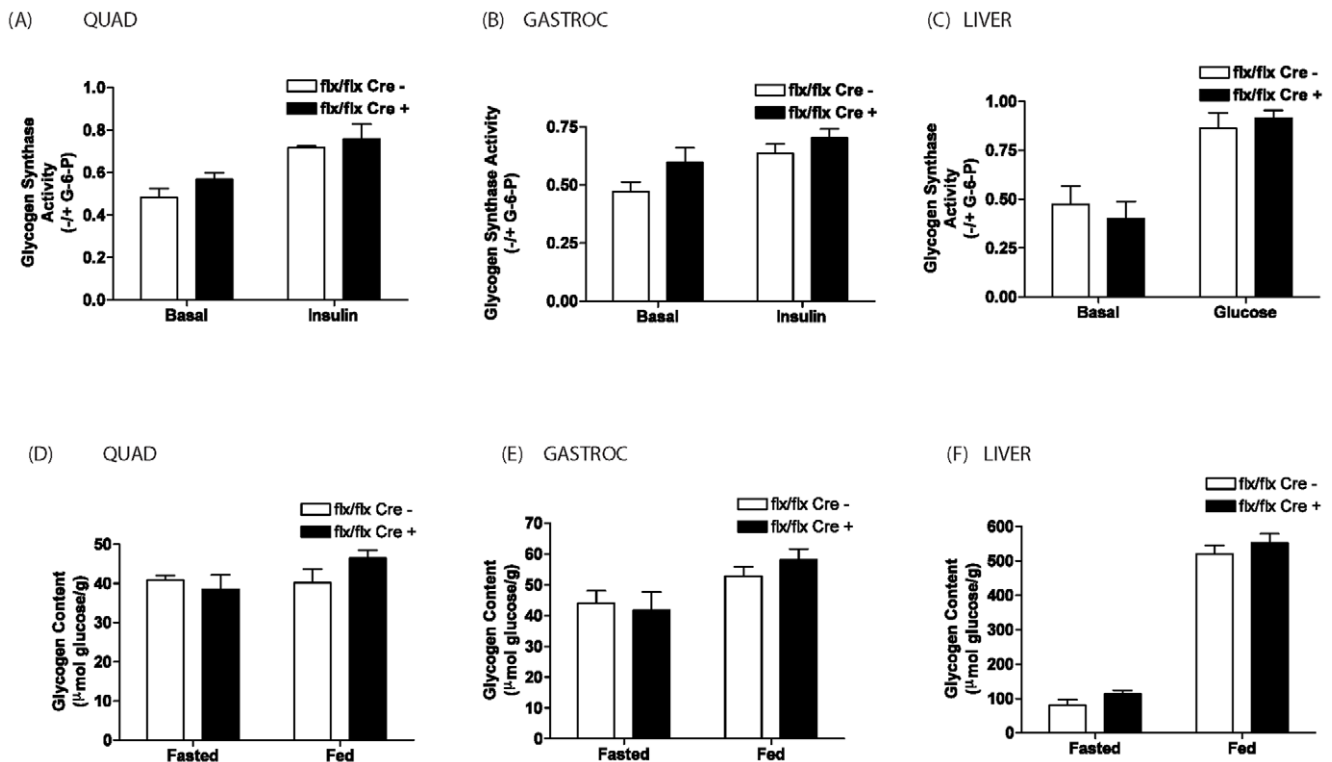 (A) QUAD
flx/flx Cre -
flx/flx Cre +
Glycogen Synthase
Activity
(-/+ G-6-P)
1.0
0.8
0.6
0.4
0.2
0.0
Basal Insulin
(B) GASTROC
flx/flx Cre -
flx/flx Cre +
Glycogen Synthase Activity
(-/+ G-6-P)
0.75
0.50
0.25
0.00
Basal Insulin
(C) LIVER
flx/flx Cre -
flx/flx Cre +
Glycogen Synthase
Activity
(-/+ G-6-P)
1.00
0.75
0.50
0.25
0.00
Basal Glucose
(D) QUAD
flx/flx Cre -
flx/flx Cre +
Glycogen Content
(µmol glucose/g)
50
40
30
20
10
0
Fasted Fed
(E) GASTROC
flx/flx Cre -
flx/flx Cre +
Glycogen Content
(µmol glucose/g)
70
60
50
40
30
20
10
0
Fasted Fed
(F) LIVER
flx/flx Cre -
flx/flx Cre +
Glycogen Content
(µmol glucose/g)
600
500
400
300
200
100
0
Fasted Fed